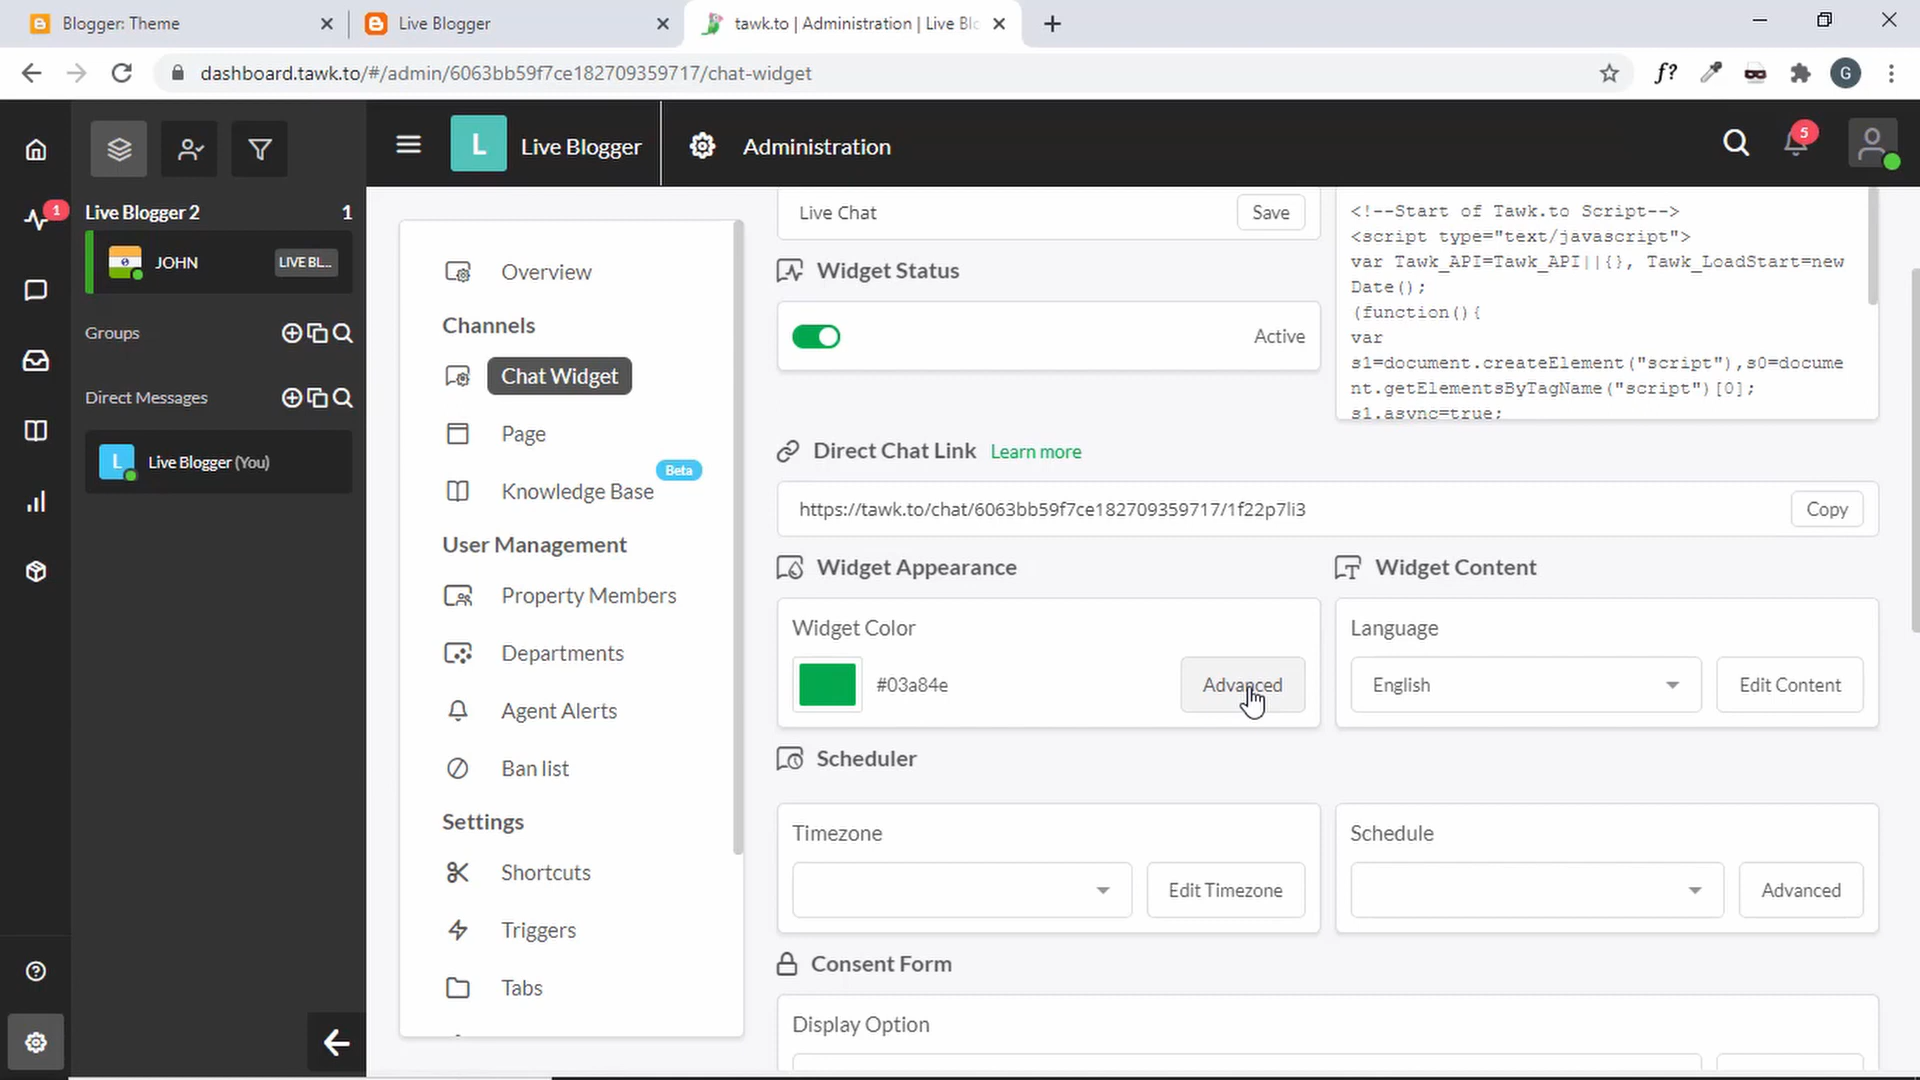 Blogger: Theme
Live Blogger
tawk.to | Administration | Live Blo
dashboard.tawk.to/#/admin/6063bb59f7ce182709359717/chat-widget
f?
G
L
Live Blogger
Administration
5
1
Live Blogger 2
1
JOHN
LIVE BL...
Groups
Direct Messages
L
Live Blogger (You)
Overview
Channels
Chat Widget
Page
Beta
Knowledge Base
User Management
Property Members
Departments
Agent Alerts
Ban list
Settings
Shortcuts
Triggers
Tabs
Live Chat
Save
Widget Status
Active
<!--Start of Tawk.to Script-->
<script type="text/javascript">
var Tawk_API=Tawk_API||{}, Tawk_LoadStart=new
Date();
(function(){
var
s1=document.createElement("script"),s0=docume
nt.getElementsByTagName("script")[0];
s1.async=true;
Direct Chat Link Learn more
https://tawk.to/chat/6063bb59f7ce182709359717/1f22p7li3
Copy
Widget Appearance
Widget Color
#03a84e
Advanced
Widget Content
Language
English
Edit Content
Scheduler
Timezone
Edit Timezone
Schedule
Advanced
Consent Form
Display Option